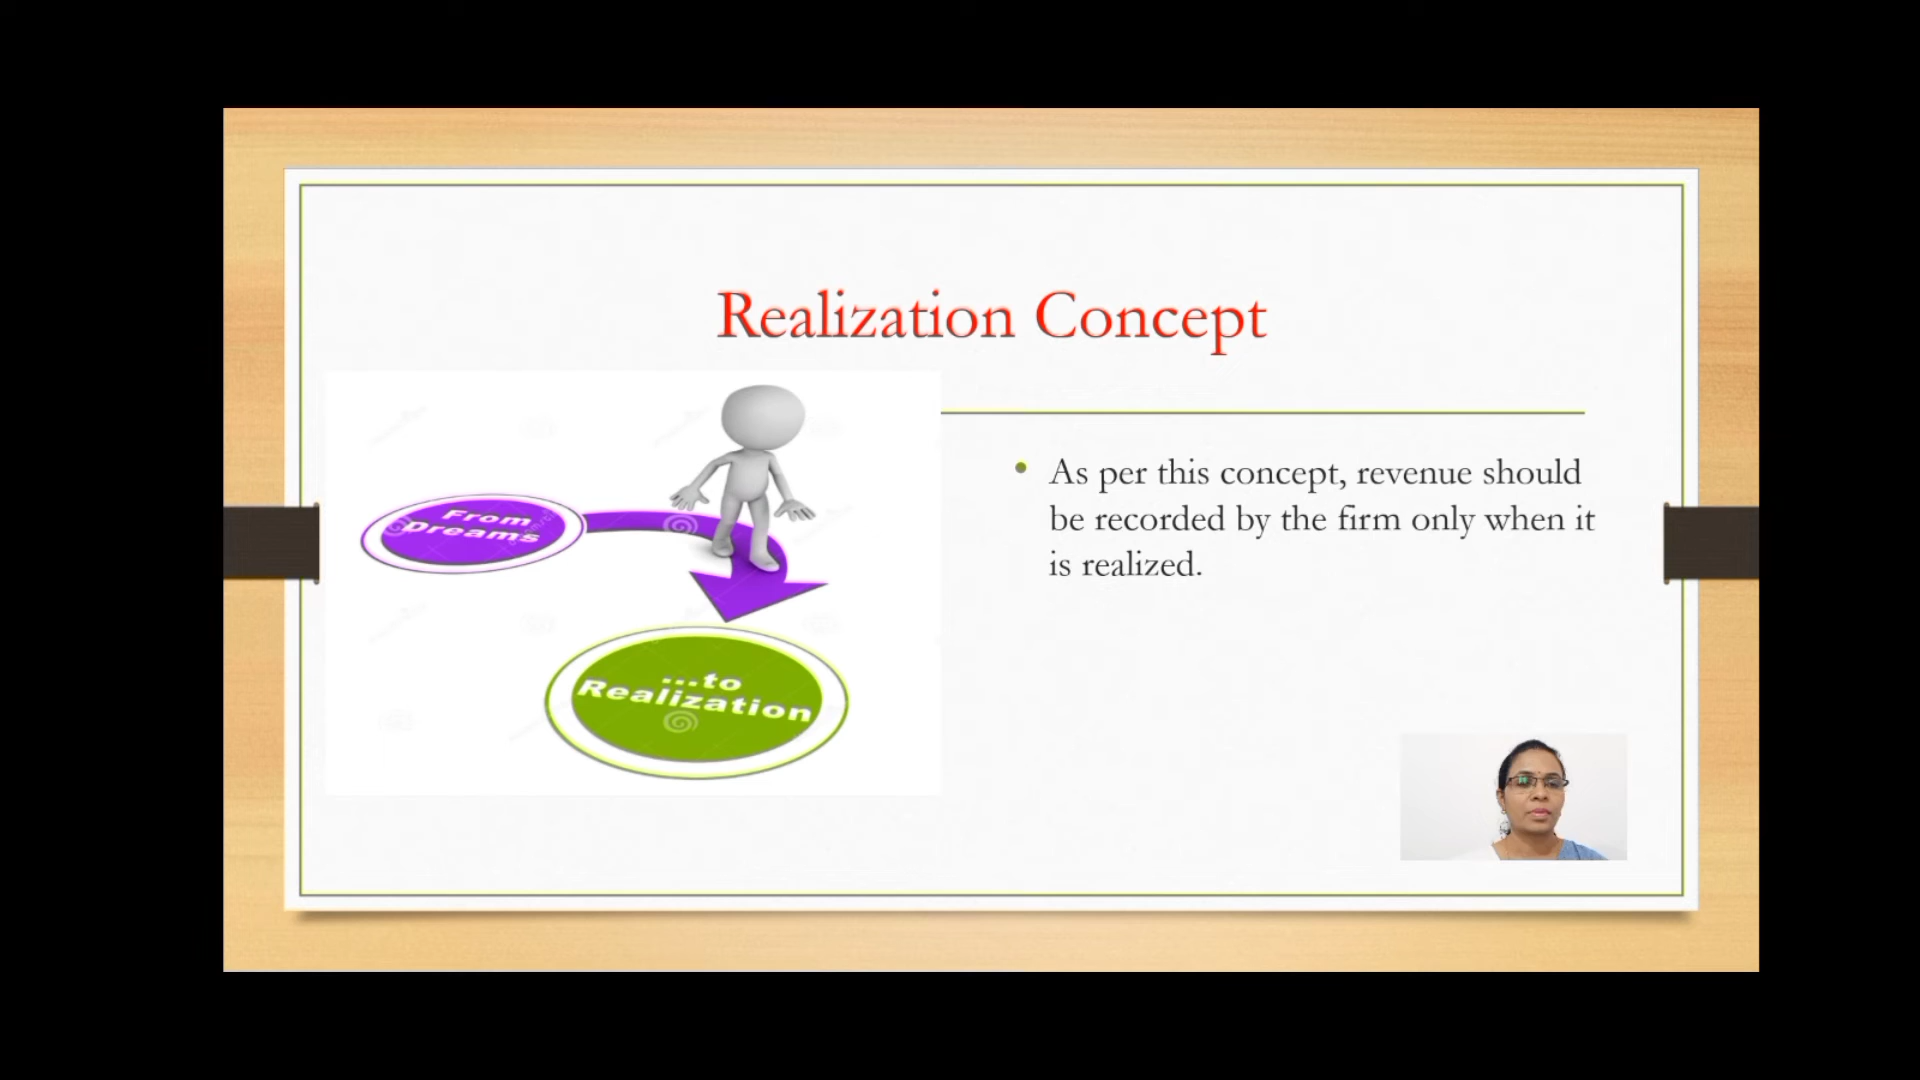 Realization Concept
From
Dreams
...to
Realization
• As per this concept, revenue should
be recorded by the firm only when it
is realized.